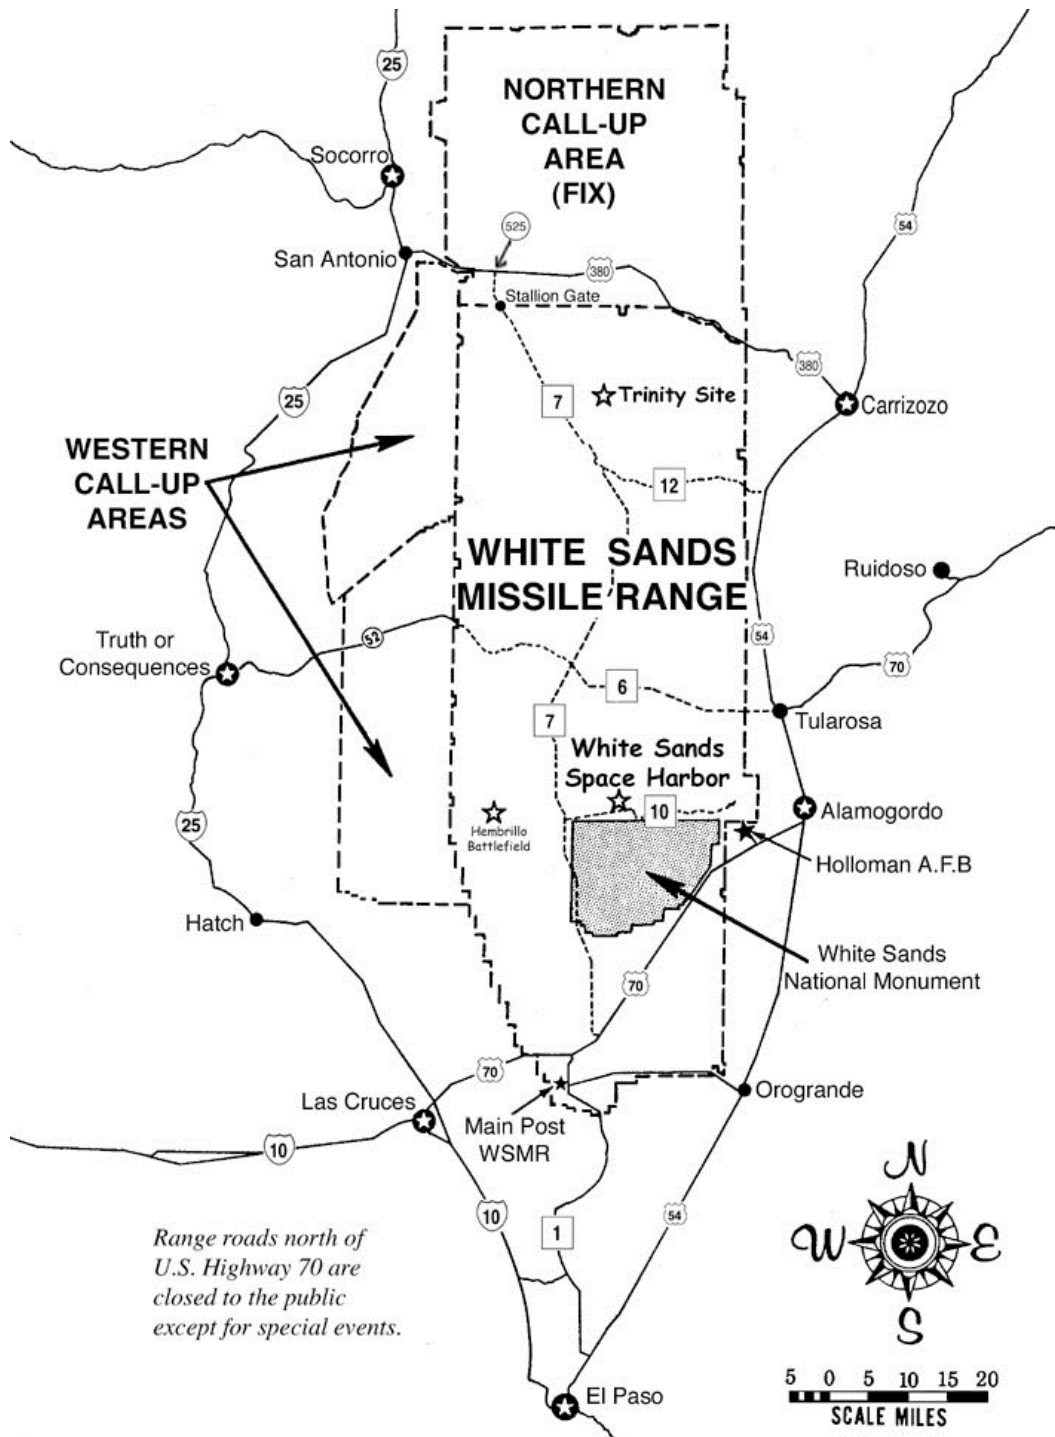 25
NORTHERN
CALL-UP
AREA
(FIX)
Socorro
525
54
San Antonio
380
Stallion Gate
380
25
7
Trinity Site
Carrizozo
WESTERN
CALL-UP
AREAS
12
WHITE SANDS
MISSILE RANGE
Ruidoso
54
52
Truth or
Consequences
70
6
7
Tularosa
White Sands
Space Harbor
10
25
Hembrillo
Battlefield
Alamogordo
Holloman A.F.B
Hatch
White Sands
National Monument
70
70
Las Cruces
Orogrande
Main Post
WSMR
10
10
54
1
N
W E
S
Range roads north of
U.S. Highway 70 are
closed to the public
except for special events.
5 0 5 10 15 20
SCALE MILES
El Paso